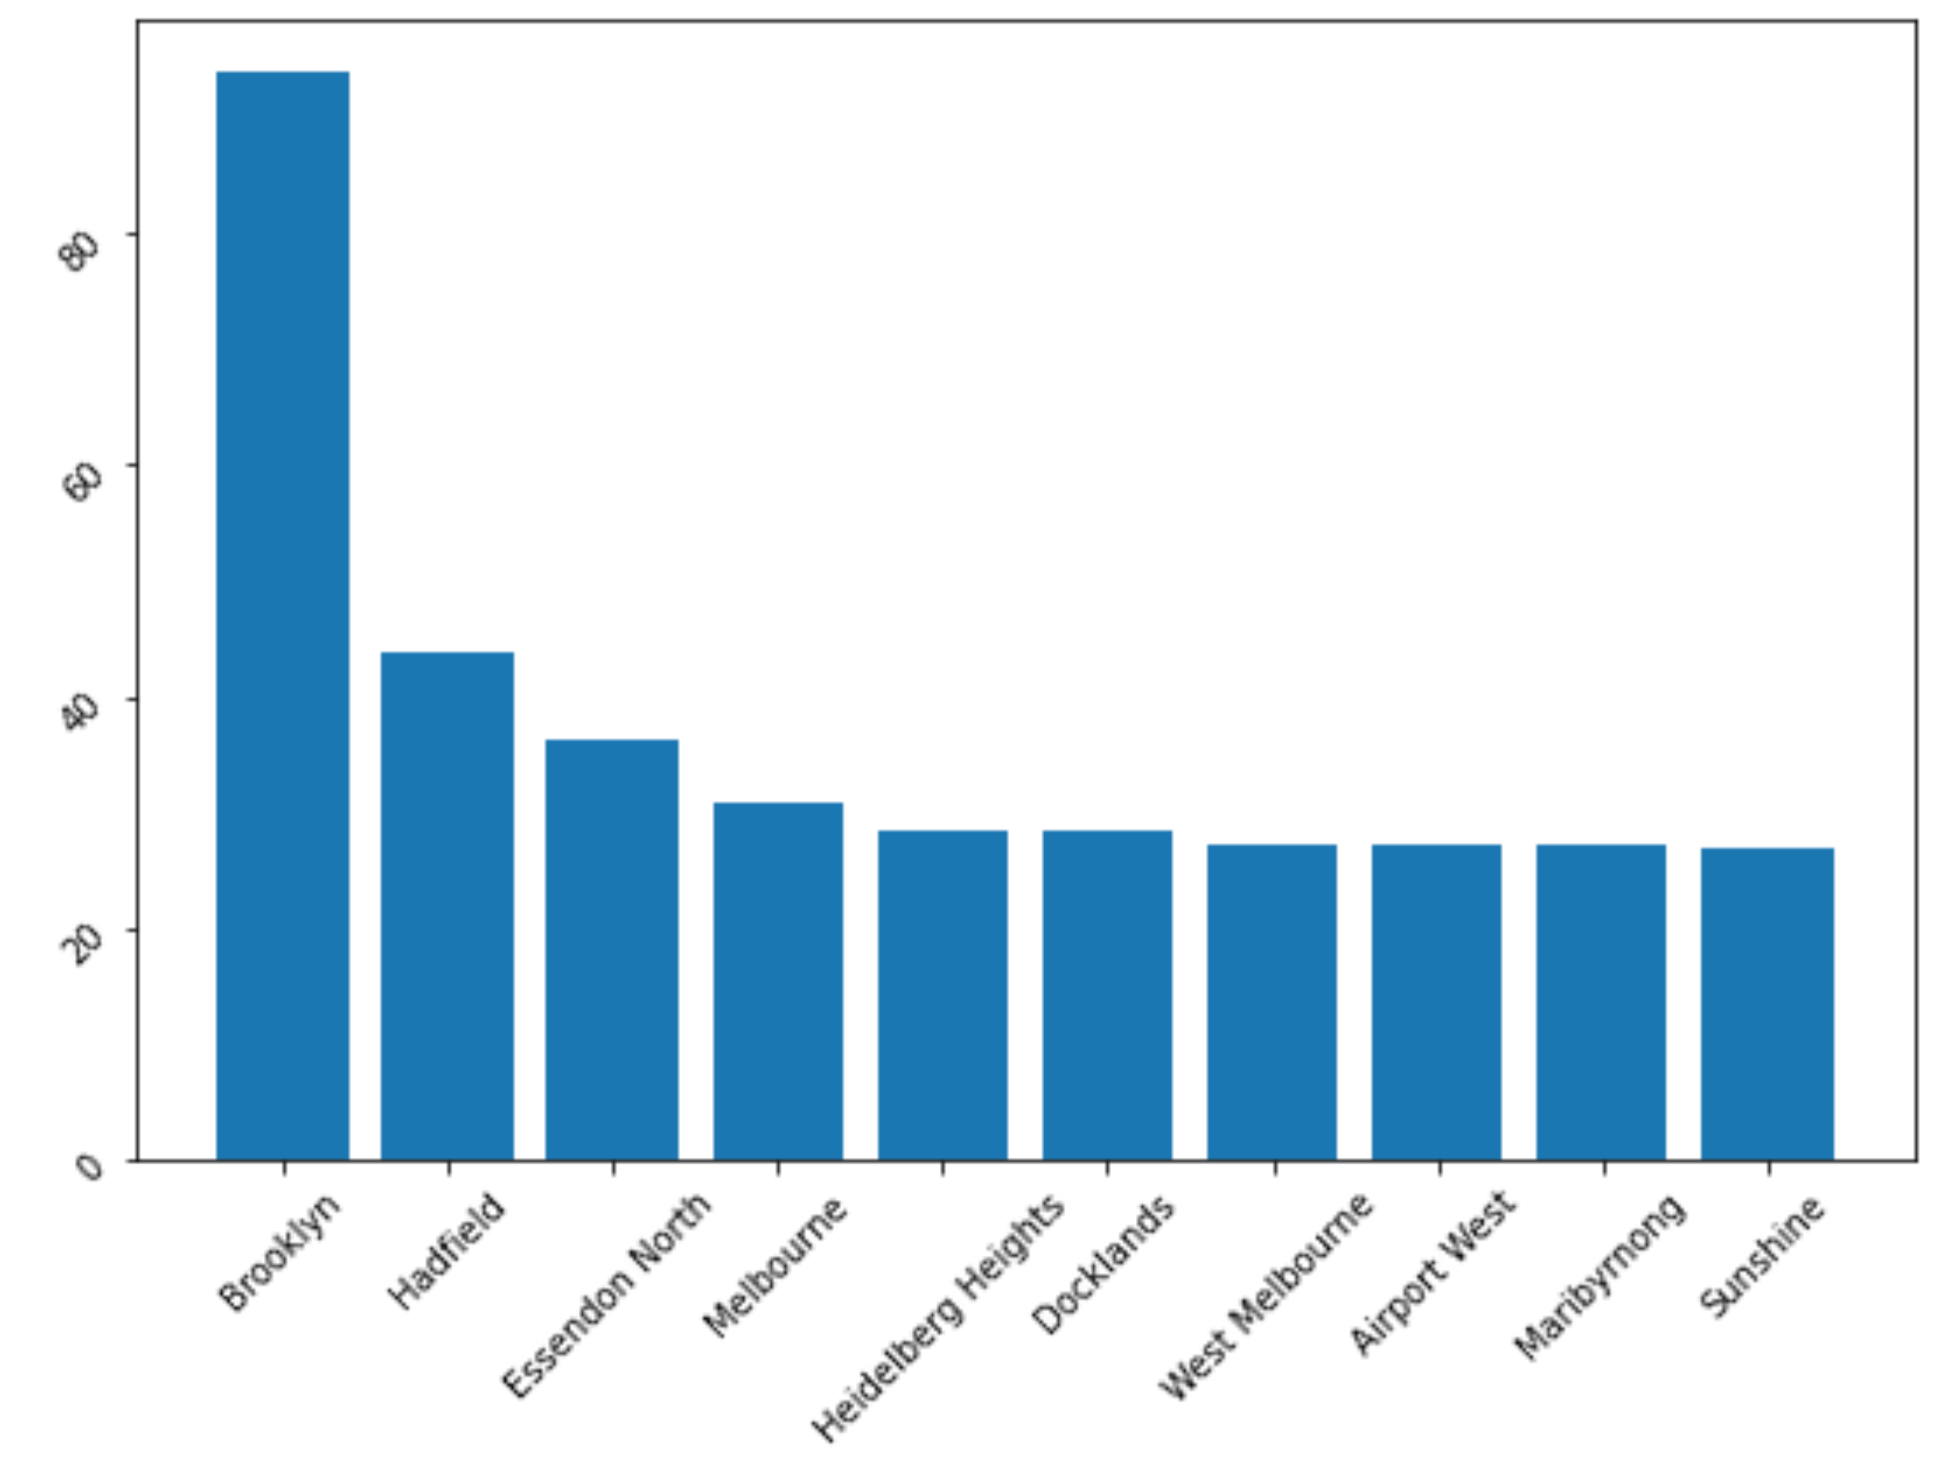 80
60
40
20
0
Brooklyn
Hadfield
Essendon North
Melbourne
Heidelberg Heights
Docklands
West Melbourne
Airport West
Maribyrnong
Sunshine